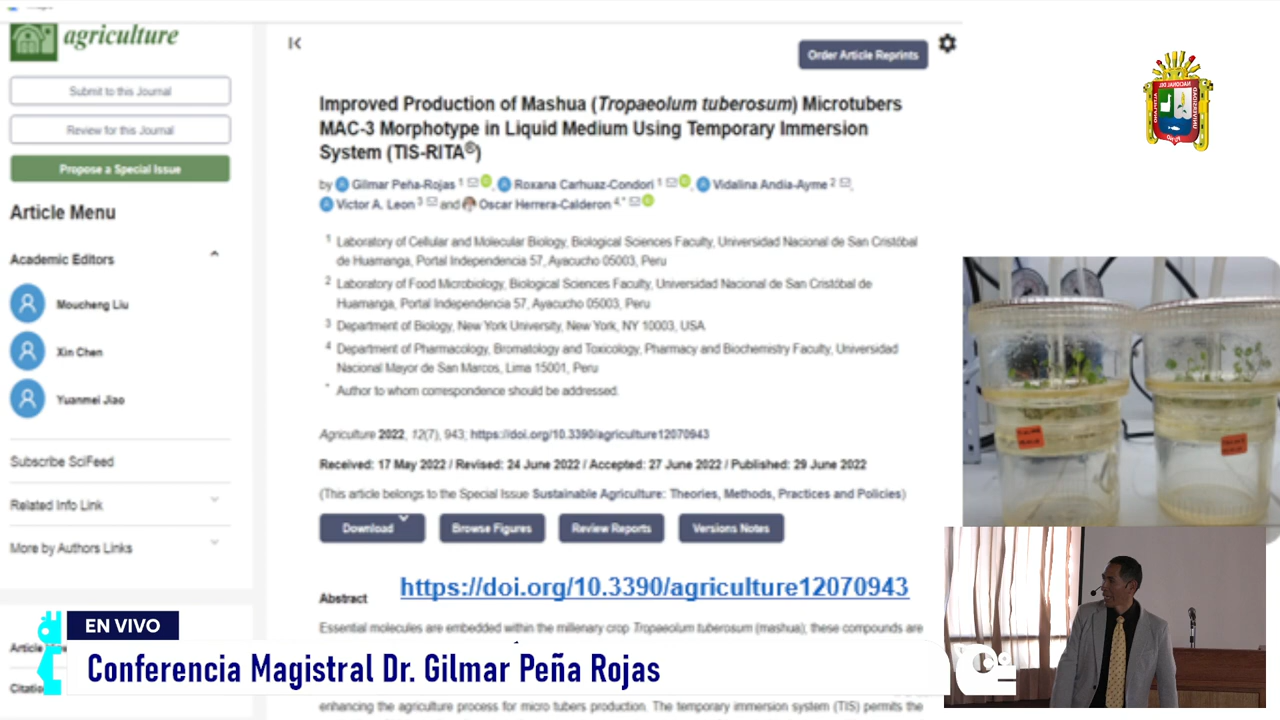 agriculture
Submit to this Journal
Review for this Journal
Propose a Special Issue
Article Menu
Academic Editors
Moucheng Liu
Xin Chen
Yuanmei Jiao
Subscribe SciFeed
Related Info Link
More by Authors Links
Order Article Reprints
Improved Production of Mashua (Tropaeolum tuberosum) Microtubers
MAC-3 Morphotype in Liquid Medium Using Temporary Immersion
System (TIS-RITA®)
by Gilmar Peña-Rojas 1, Roxana Carhuaz-Condori 1, Vidalina Andia-Ayme 2,
Victor A. Leon 3 and Oscar Herrera-Calderon 4,*
1 Laboratory of Cellular and Molecular Biology, Biological Sciences Faculty, Universidad Nacional de San Cristóbal
de Huamanga, Portal Independencia 57, Ayacucho 05003, Peru
2 Laboratory of Food Microbiology, Biological Sciences Faculty, Universidad Nacional de San Cristóbal de
Huamanga, Portal Independencia 57, Ayacucho 05003, Peru
3 Department of Biology, New York University, New York, NY 10003, USA
4 Department of Pharmacology, Bromatology and Toxicology, Pharmacy and Biochemistry Faculty, Universidad
Nacional Mayor de San Marcos, Lima 15001, Peru
* Author to whom correspondence should be addressed.
Agriculture 2022, 12(7), 943; https://doi.org/10.3390/agriculture12070943
Received: 17 May 2022 / Revised: 24 June 2022 / Accepted: 27 June 2022 / Published: 29 June 2022
(This article belongs to the Special Issue Sustainable Agriculture: Theories, Methods, Practices and Policies)
Download
Browse Figures
Review Reports
Versions Notes
Abstract
https://doi.org/10.3390/agriculture12070943
Essential molecules are embedded within the millenary crop Tropaeolum tuberosum (mashua); these compounds are
enhancing the agriculture process for micro tubers production. The temporary immersion system (TIS) permits the
EN VIVO
Conferencia Magistral Dr. Gilmar Peña Rojas